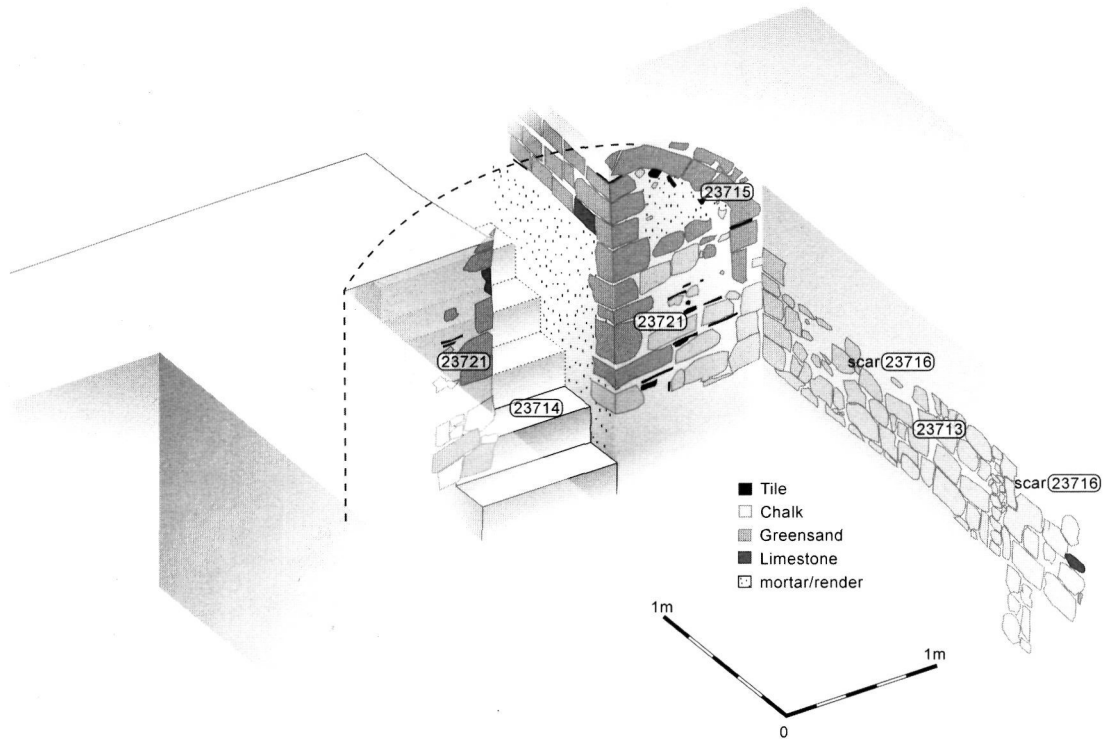 23715
23721
scar 23716
23721
23714
23713
scar 23716
Tile
Chalk
Greensand
Limestone
mortar/render
1m
1m
0